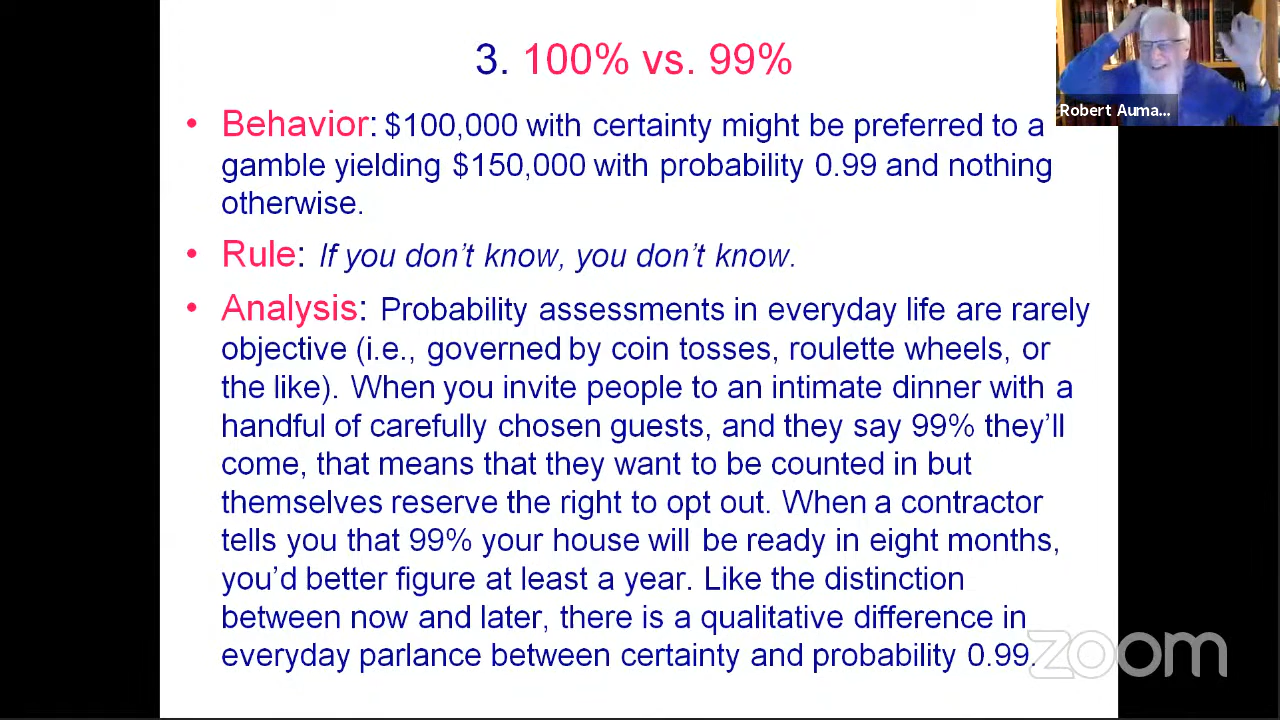 3. 100% vs. 99%
Robert Auma...
• Behavior: $100,000 with certainty might be preferred to a
gamble yielding $150,000 with probability 0.99 and nothing
otherwise.
• Rule: If you don't know, you don't know.
• Analysis: Probability assessments in everyday life are rarely
objective (i.e., governed by coin tosses, roulette wheels, or
the like). When you invite people to an intimate dinner with a
handful of carefully chosen guests, and they say 99% they'll
come, that means that they want to be counted in but
themselves reserve the right to opt out. When a contractor
tells you that 99% your house will be ready in eight months,
you'd better figure at least a year. Like the distinction
between now and later, there is a qualitative difference in
everyday parlance between certainty and probability 0.99.
zoom